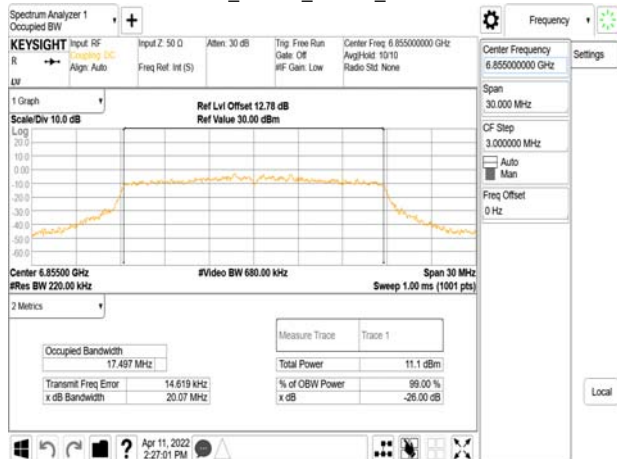 Spectrum Analyzer 1
Occupied BW
Frequency
KEYSIGHT
R
Input: RF
Coupling: DC
Align: Auto
Input Z: 50 Ω
Freq Ref: Int (S)
Atten: 30 dB
Trig: Free Run
Gate: Off
#IF Gain: Low
Center Freq: 6.855000000 GHz
Avg|Hold: 10/10
Radio Std: None
Center Frequency
6.855000000 GHz
Settings
Span
30.000 MHz
CF Step
3.000000 MHz
Auto
Man
Freq Offset
0 Hz
Local
1 Graph
Scale/Div 10.0 dB
Ref Lvl Offset 12.78 dB
Ref Value 30.00 dBm
Log
20.0
10.0
0.00
-10.0
-20.0
-30.0
-40.0
-50.0
-60.0
Center 6.85500 GHz
#Video BW 680.00 kHz
Span 30 MHz
#Res BW 220.00 kHz
Sweep 1.00 ms (1001 pts)
2 Metrics
Measure Trace
Trace 1
Occupied Bandwidth
17.497 MHz
Total Power
11.1 dBm
Transmit Freq Error
14.619 kHz
% of OBW Power
99.00 %
x dB Bandwidth
20.07 MHz
x dB
-26.00 dB
Apr 11, 2022
2:27:01 PM